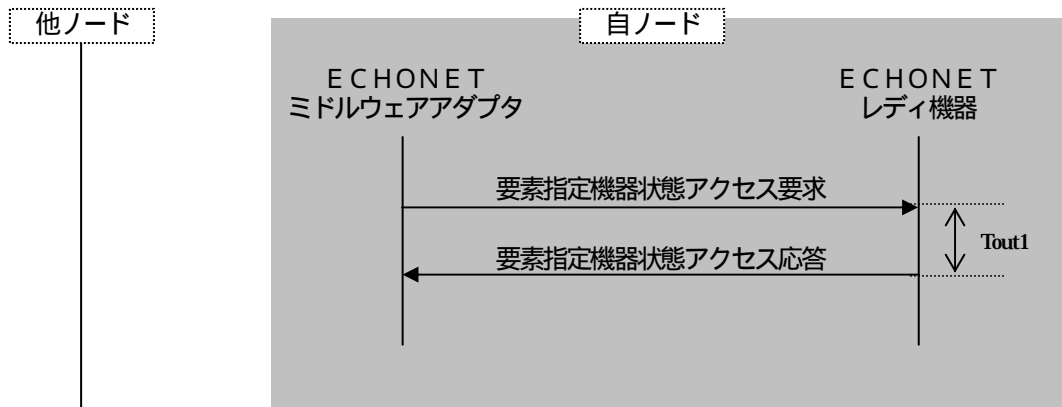 他ノード
自ノード
ＥＣＨＯＮＥＴ
ミドルウェアアダプタ
ＥＣＨＯＮＥＴ
レディ機器
要素指定機器状態アクセス要求
Tout1
要素指定機器状態アクセス応答